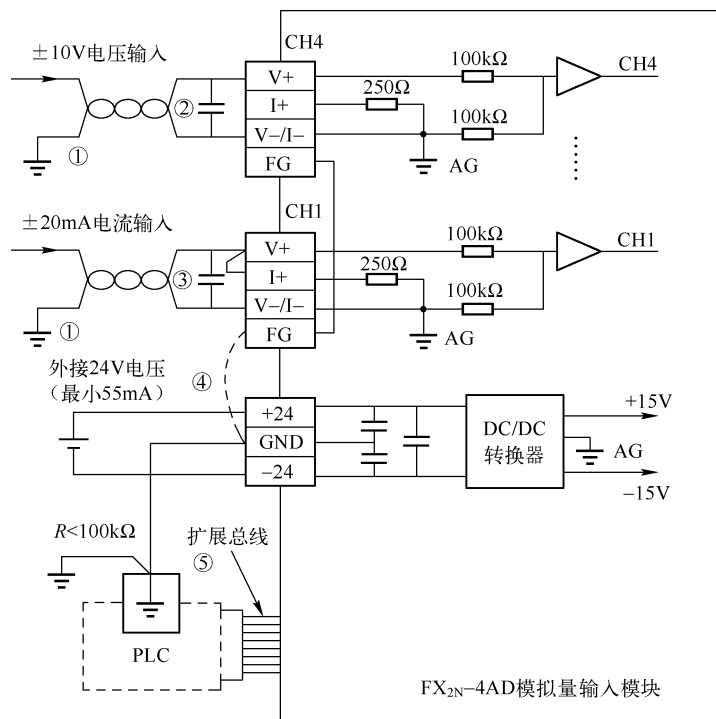 CH4
±10V电压输入
V+
I+
V−/I−
FG
①
②
100kΩ
250Ω
100kΩ
AG
CH4
CH1
±20mA电流输入
V+
I+
V−/I−
FG
①
③
100kΩ
250Ω
100kΩ
AG
CH1
④
外接24V电压
（最小55mA）
+24
GND
−24
DC/DC
转换器
+15V
AG
−15V
R<100kΩ
扩展总线
⑤
PLC
FX2N−4AD模拟量输入模块